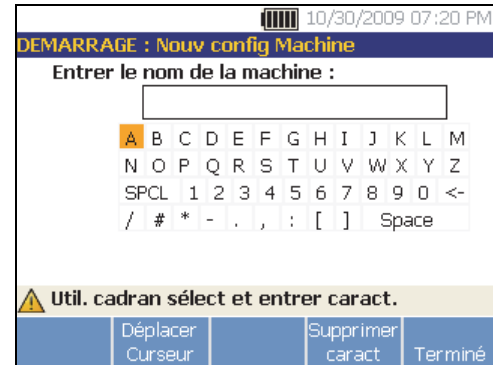 10/30/2009 07:20 PM
DEMARRAGE : Nouv config Machine
Entrer le nom de la machine :
A B C D E F G H I J K L M
N O P Q R S T U V W X Y Z
SPCL 1 2 3 4 5 6 7 8 9 0 <-
/ # * - . , : [ ] Space
Util. cadran sélect et entrer caract.
Déplacer Supprimer
Curseur caract Terminé